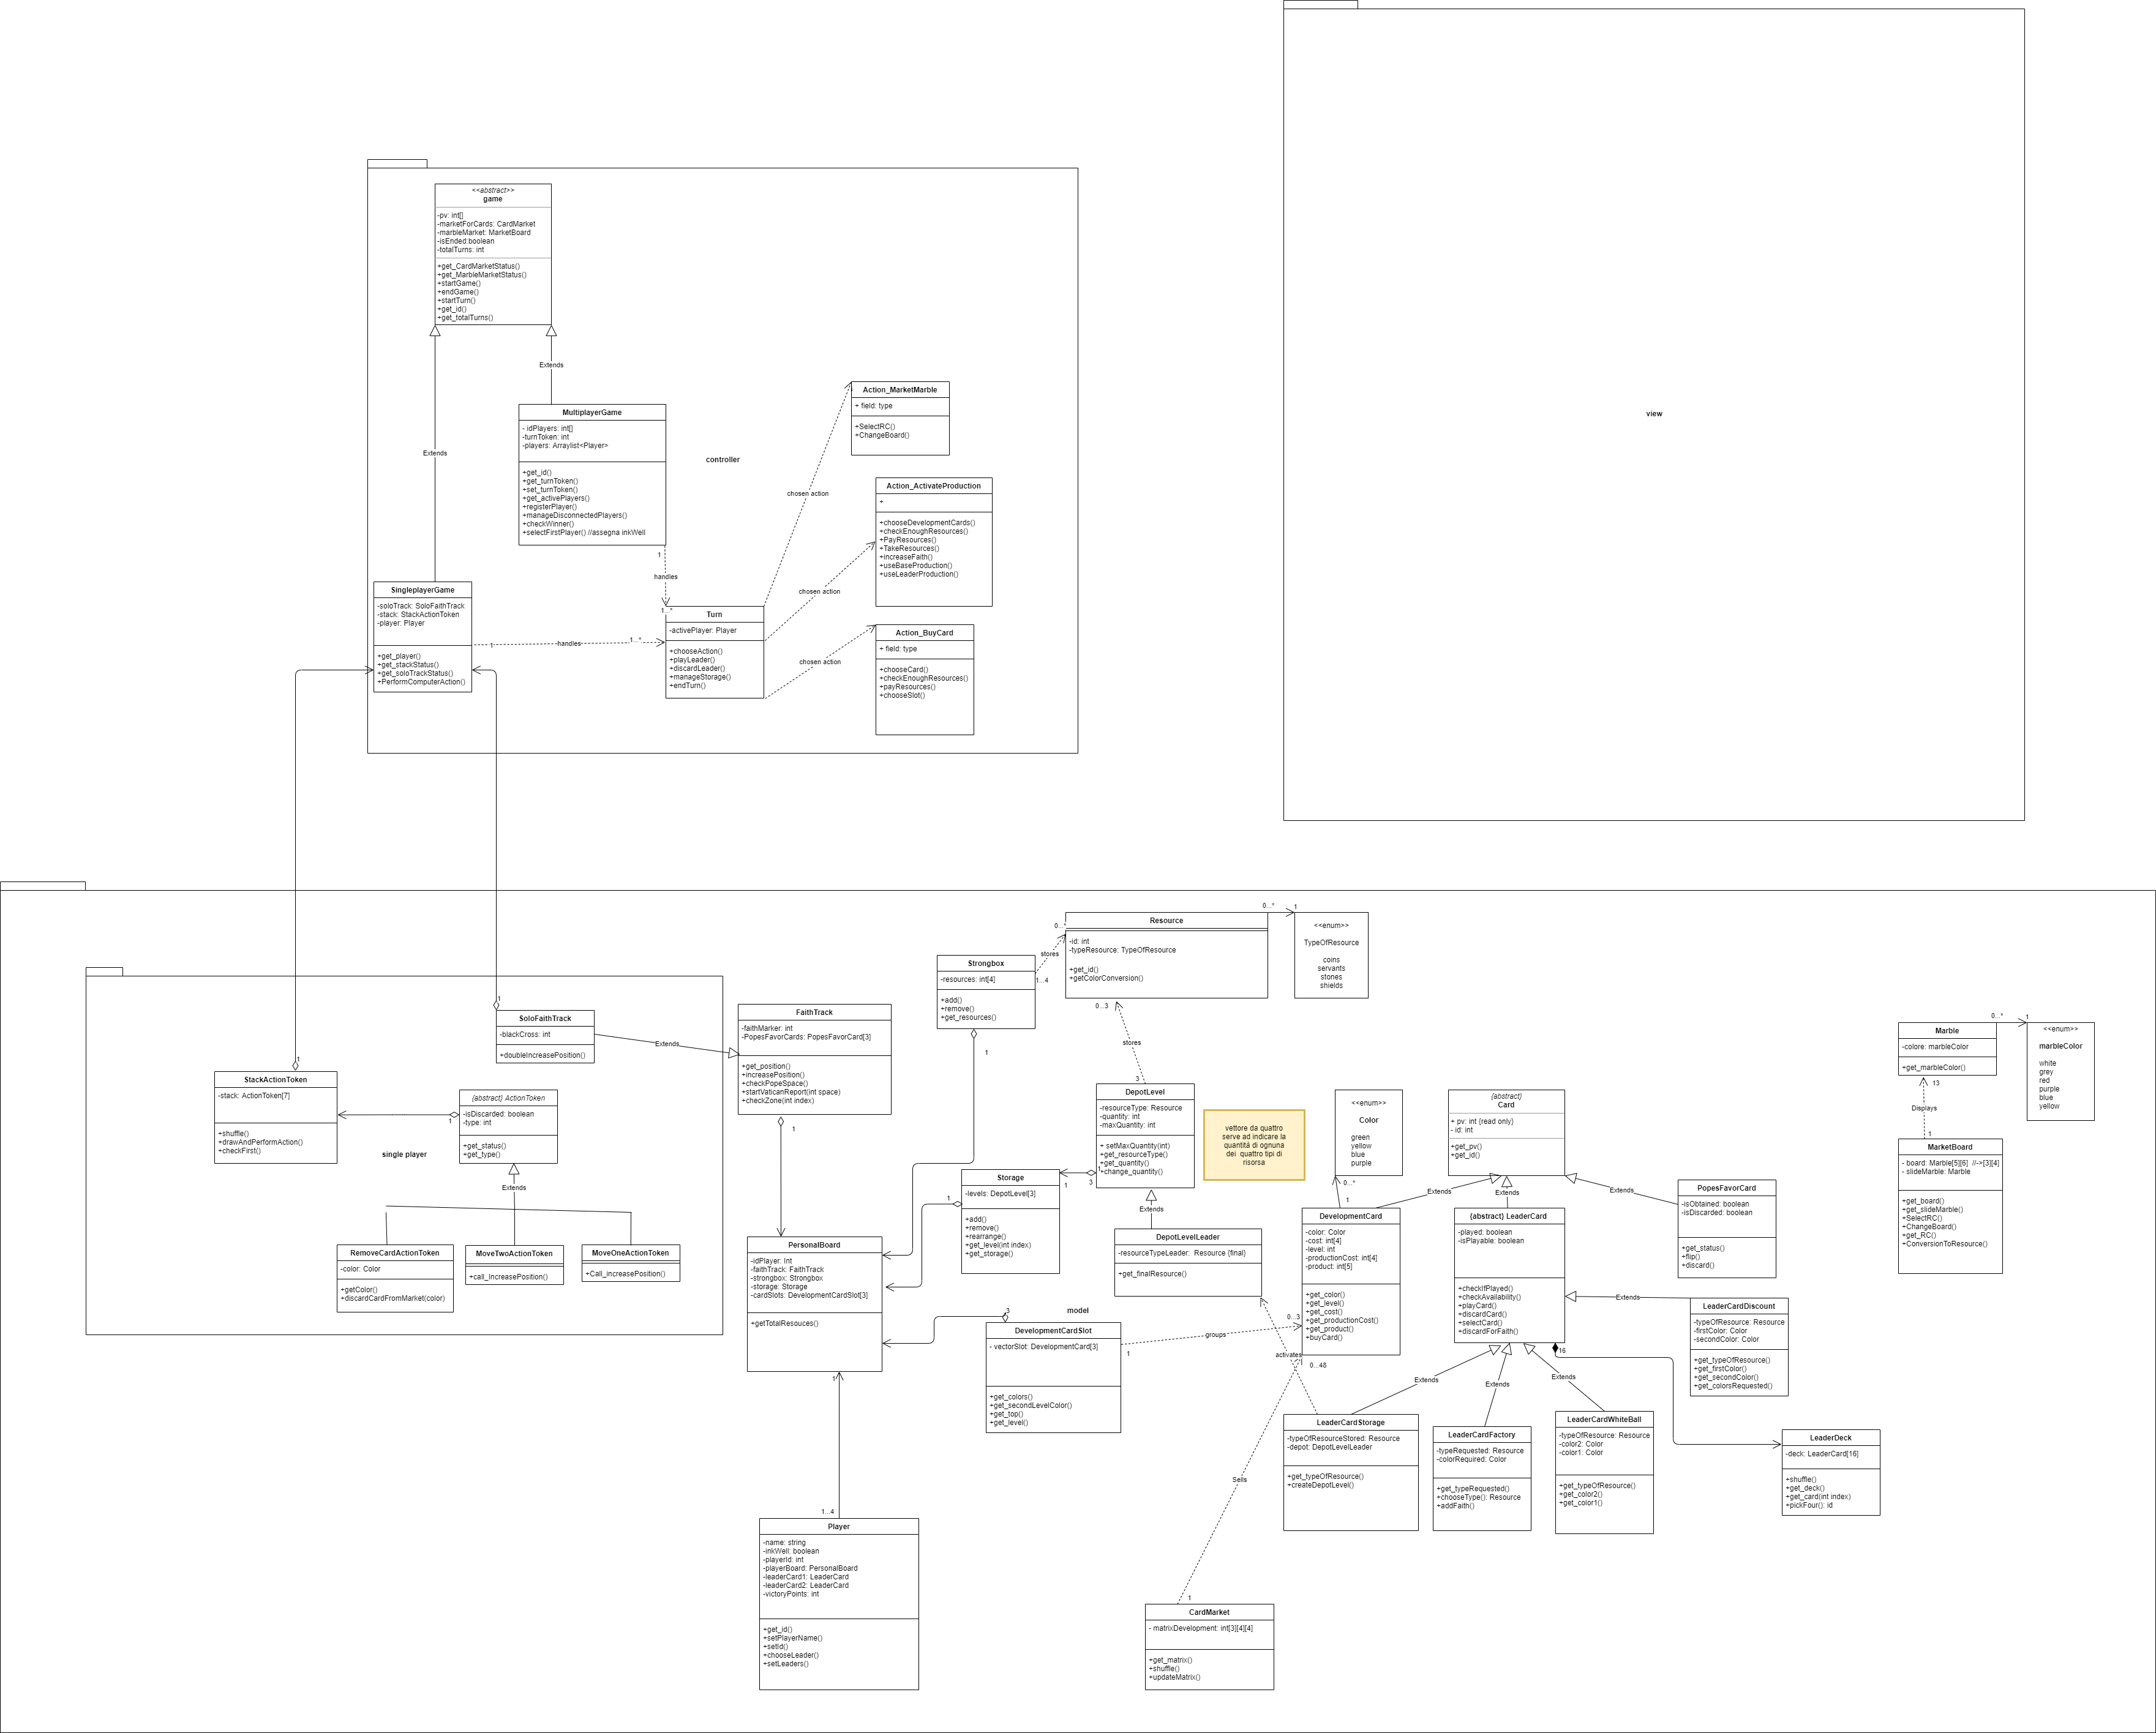 <<abstract>>
game
-pv: int[]
-marketForCards: CardMarket
-marbleMarket: MarketBoard
-isEnded:boolean
-totalTurns: int
+get_CardMarketStatus()
+get_MarbleMarketStatus()
+startGame()
+endGame()
+startTurn()
+get_id()
+get_totalTurns()
Extends
Extends
MultiplayerGame
- idPlayers: int[]
-turnToken: int
-players: Arraylist<Player>
+get_id()
+get_turnToken()
+set_turnToken()
+get_activePlayers()
+registerPlayer()
+manageDisconnectedPlayers()
+checkWinner()
+selectFirstPlayer() //assegna inkWell
1
handles
1...*
controller
Action_MarketMarble
+ field: type
+SelectRC()
+ChangeBoard()
chosen action
Action_ActivateProduction
+
+chooseDevelopmentCards()
+checkEnoughResources()
+PayResources()
+TakeResources()
+increaseFaith()
+useBaseProduction()
+useLeaderProduction()
chosen action
Action_BuyCard
+ field: type
+chooseCard()
+checkEnoughResources()
+payResources()
+chooseSlot()
chosen action
SingleplayerGame
-soloTrack: SoloFaithTrack
-stack: StackActionToken
-player: Player
+get_player()
+get_stackStatus()
+get_soloTrackStatus()
+PerformComputerAction()
1
handles
1...*
Turn
-activePlayer: Player
+chooseAction()
+playLeader()
+discardLeader()
+manageStorage()
+endTurn()
view
Resource
-id: int
-typeResource: TypeOfResource
+get_id()
+getColorConversion()
0...*
1
<<enum>>
TypeOfResource
coins
servants
stones
shields
0...*
stores
1...4
Strongbox
-resources: int[4]
+add()
+remove()
+get_resources()
1
0...3
stores
3
SoloFaithTrack
-blackCross: int
+doubleIncreasePosition()
1
Extends
FaithTrack
-faithMarker: int
-PopesFavorCards: PopesFavorCard[3]
+get_position()
+increasePosition()
+checkPopeSpace()
+startVaticanReport(int space)
+checkZone(int index)
1
1
StackActionToken
-stack: ActionToken[7]
+shuffle()
+drawAndPerformAction()
+checkFirst()
{abstract} ActionToken
-isDiscarded: boolean
-type: int
+get_status()
+get_type()
1
single player
Extends
RemoveCardActionToken
-color: Color
+getColor()
+discardCardFromMarket(color)
MoveTwoActionToken
+call_IncreasePosition()
MoveOneActionToken
+Call_increasePosition()
DepotLevel
-resourceType: Resource
-quantity: int
-maxQuantity: int
+ setMaxQuantity(int)
+get_resourceType()
+get_quantity()
+change_quantity()
1
3
1
Extends
vettore da quattro
serve ad indicare la
quantitá di ognuna
dei quattro tipi di
risorsa
Storage
-levels: DepotLevel[3]
+add()
+remove()
+rearrange()
+get_level(int index)
+get_storage()
1
DepotLevelLeader
-resourceTypeLeader: Resource {final}
+get_finalResource()
PersonalBoard
-idPlayer: Int
-faithTrack: FaithTrack
-strongbox: Strongbox
-storage: Storage
-cardSlots: DevelopmentCardSlot[3]
+getTotalResouces()
1
1...4
model
3
DevelopmentCardSlot
- vectorSlot: DevelopmentCard[3]
+get_colors()
+get_secondLevelColor()
+get_top()
+get_level()
1
groups
0...3
<<enum>>
Color
green
yellow
blue
purple
0...*
1
DevelopmentCard
-color: Color
-cost: int[4]
-level: int
-productionCost: int[4]
-product: int[5]
+get_color()
+get_level()
+get_cost()
+get_productionCost()
+get_product()
+buyCard()
{abstract}
Card
+ pv: int {read only}
- id: int
+get_pv()
+get_id()
Extends
Extends
Extends
{abstract} LeaderCard
-played: boolean
-isPlayable: boolean
+checkIfPlayed()
+checkAvailability()
+playCard()
+discardCard()
+selectCard()
+discardForFaith()
PopesFavorCard
-isObtained: boolean
-isDiscarded: boolean
+get_status()
+flip()
+discard()
Extends
LeaderCardDiscount
-typeOfResource: Resource
-firstColor: Color
-secondColor: Color
+get_typeOfResource()
+get_firstColor()
+get_secondColor()
+get_colorsRequested()
16
activates
0...48
Extends
Extends
Extends
LeaderCardStorage
-typeOfResourceStored: Resource
-depot: DepotLevelLeader
+get_typeOfResource()
+createDepotLevel()
LeaderCardFactory
-typeRequested: Resource
-colorRequired: Color
+get_typeRequested()
+chooseType(): Resource
+addFaith()
LeaderCardWhiteBall
-typeOfResource: Resource
-color2: Color
-color1: Color
+get_typeOfResource()
+get_color2()
+get_color1()
LeaderDeck
-deck: LeaderCard[16]
+shuffle()
+get_deck()
+get_card(int index)
+pickFour(): id
Marble
-colore: marbleColor
+get_marbleColor()
0...*
1
<<enum>>
marbleColor
white
grey
red
purple
blue
yellow
13
Displays
1
MarketBoard
- board: Marble[5][6] //->[3][4]
- slideMarble: Marble
+get_board()
+get_slideMarble()
+SelectRC()
+ChangeBoard()
+get_RC()
+ConversionToResource()
Player
-name: string
-inkWell: boolean
-playerId: int
-playerBoard: PersonalBoard
-leaderCard1: LeaderCard
-leaderCard2: LeaderCard
-victoryPoints: int
+get_id()
+setPlayerName()
+setId()
+chooseLeader()
+setLeaders()
Sells
1
CardMarket
- matrixDevelopment: int[3][4][4]
+get_matrix()
+shuffle()
+updateMatrix()